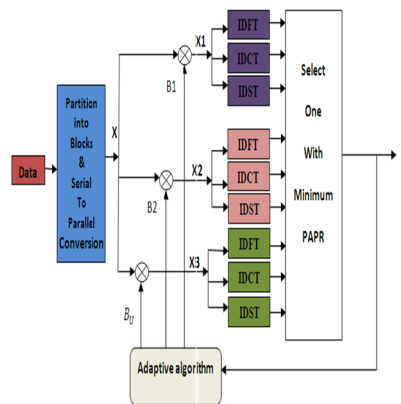 Data
Partition
into
Blocks
&
Serial
To
Parallel
Conversion
X
X1
B1
X2
B2
X3
B_U
IDFT
IDCT
IDST
IDFT
IDCT
IDST
IDFT
IDCT
IDST
Select
One
With
Minimum
PAPR
Adaptive algorithm